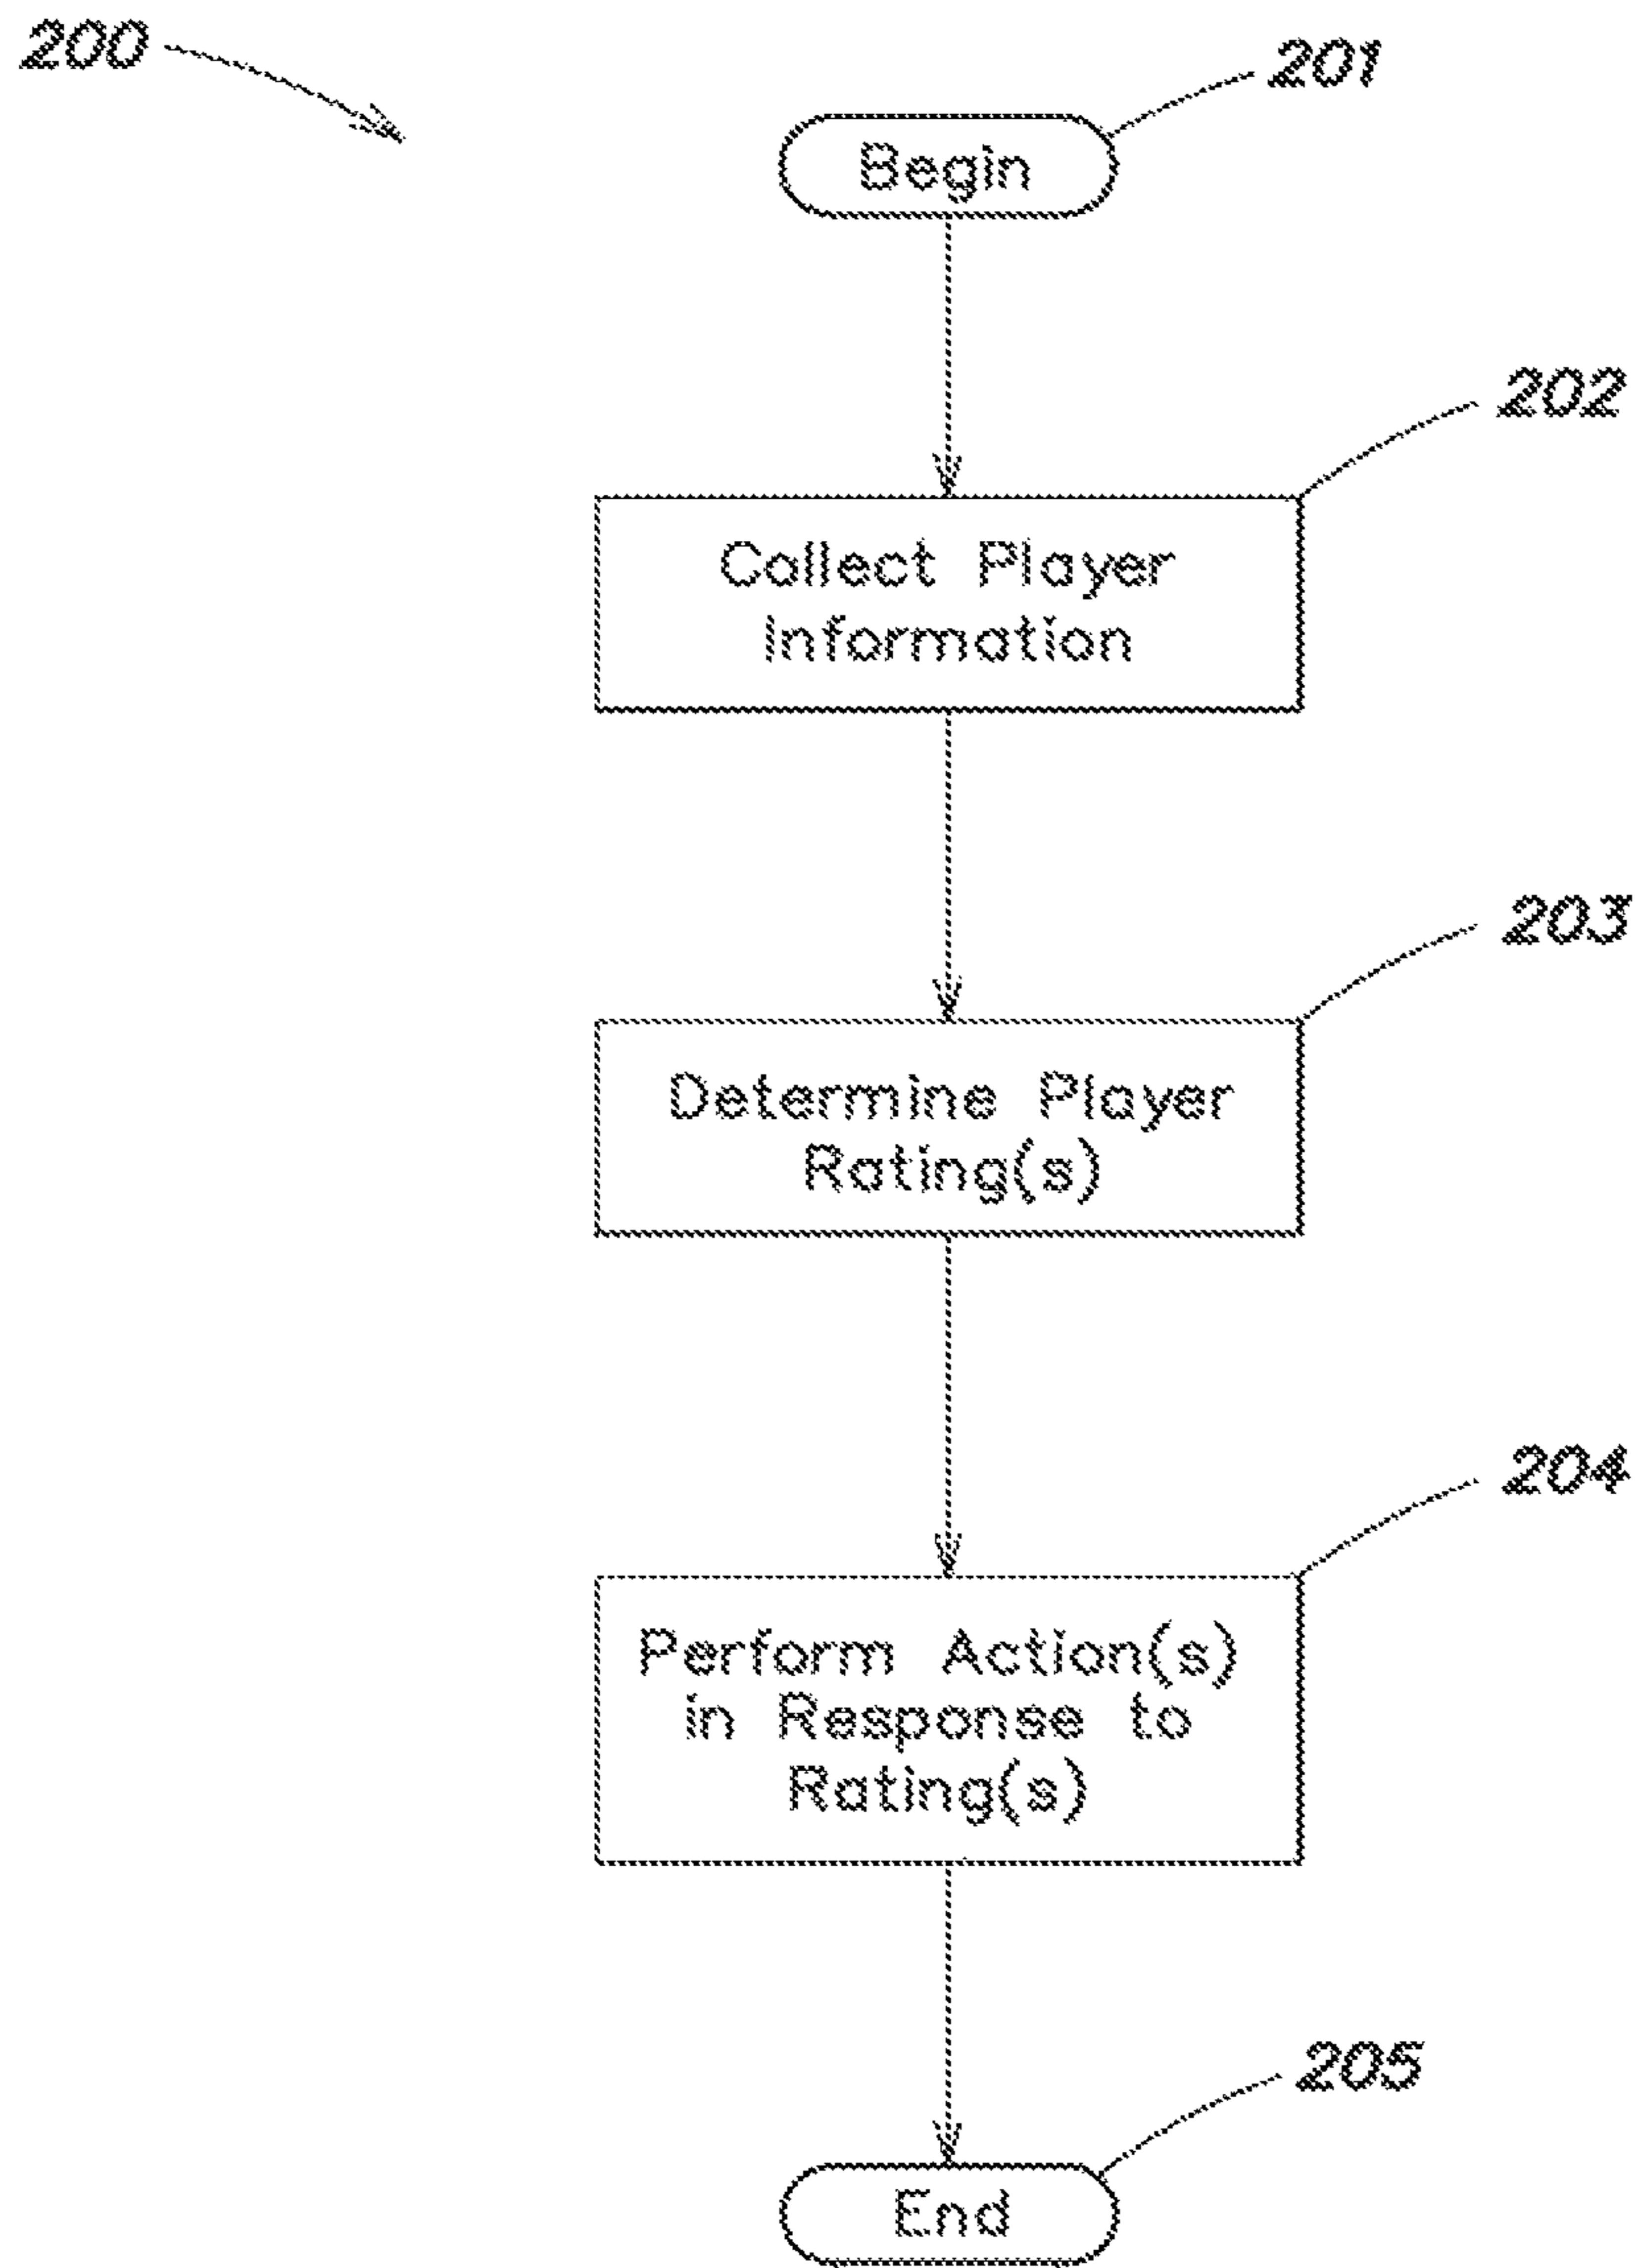 200
201
Begin
202
Collect Player
Information
203
Determine Player
Rating(s)
204
Perform Action(s)
in Response to
Rating(s)
205
End